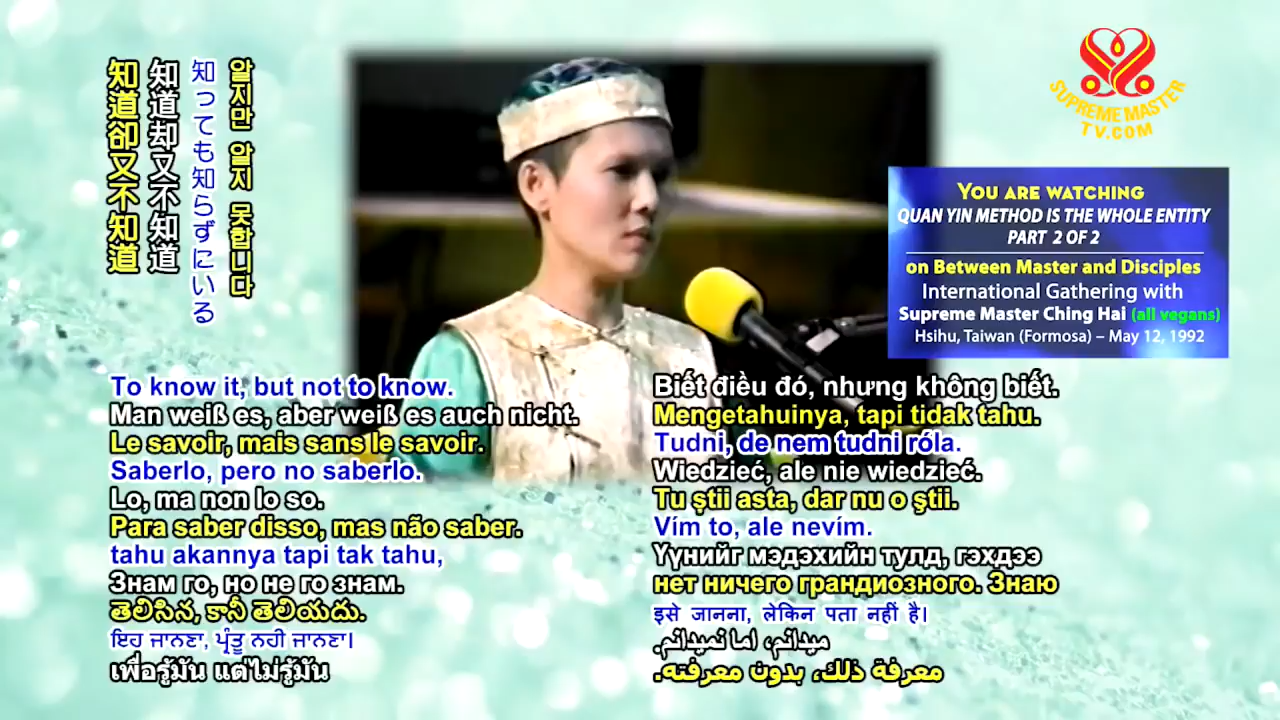 知道卻又不知道
知道却又不知道
知っても知らずにいる
알지만 알지 못합니다
SUPREME MASTER
TV.COM
YOU ARE WATCHING
QUAN YIN METHOD IS THE WHOLE ENTITY
PART 2 OF 2
on Between Master and Disciples
International Gathering with
Supreme Master Ching Hai (all vegans)
Hsihu, Taiwan (Formosa) – May 12, 1992
To know it, but not to know.
Man weiß es, aber weiß es auch nicht.
Le savoir, mais sans le savoir.
Saberlo, pero no saberlo.
Lo, ma non lo so.
Para saber disso, mas não saber.
tahu akannya tapi tak tahu,
Знам го, но не го знам.
తెలిసిన, కానీ తెలియదు.
ਇਹ ਜਾਨਣਾ, ਪ੍ਰੰਤੂ ਨਹੀ ਜਾਨਣਾ।
เพื่อรู้มัน แต่ไม่รู้มัน
Biết điều đó, nhưng không biết.
Mengetahuinya, tapi tidak tahu.
Tudni, de nem tudni róla.
Wiedzieć, ale nie wiedzieć.
Tu știi asta, dar nu o ştii.
Vím to, ale nevím.
Үүнийг мэдэхийн тулд, гэхдээ
нет ничего грандиозного. Знаю
इसे जानना, लेकिन पता नहीं है।
میدانم، اما نمیدانم.
معرفة ذلك، بدون معرفته.